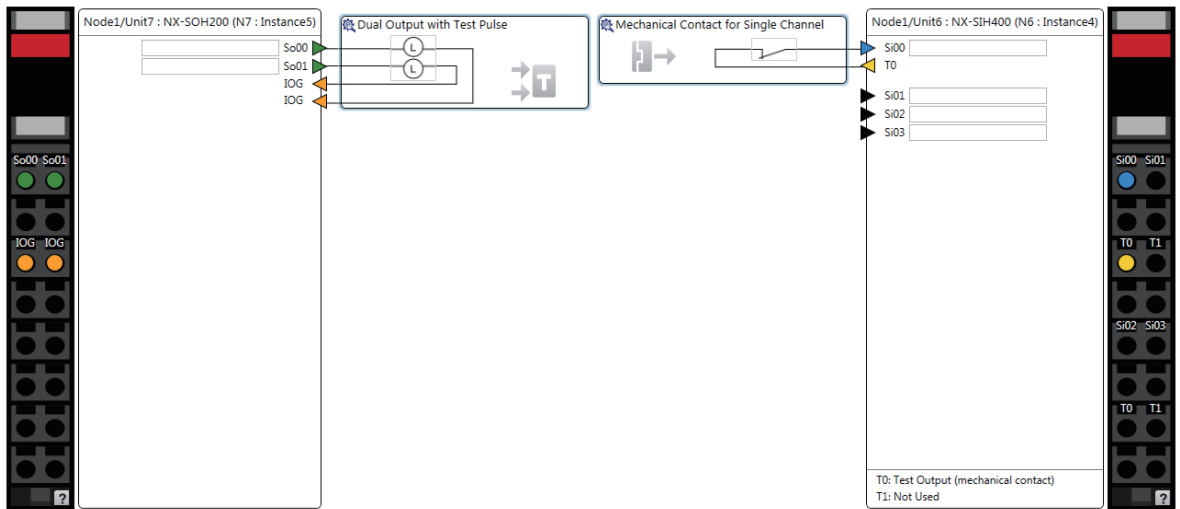 Node1/Unit7 : NX-SOH200 (N7 : Instance5)
So00
So01
IOG
IOG
Dual Output with Test Pulse
L
L
T
Mechanical Contact for Single Channel
Node1/Unit6 : NX-SIH400 (N6 : Instance4)
Si00
T0
Si01
Si02
Si03
T0: Test Output (mechanical contact)
T1: Not Used
So00 So01
IOG IOG
?
Si00 Si01
T0 T1
Si02 Si03
T0 T1
?